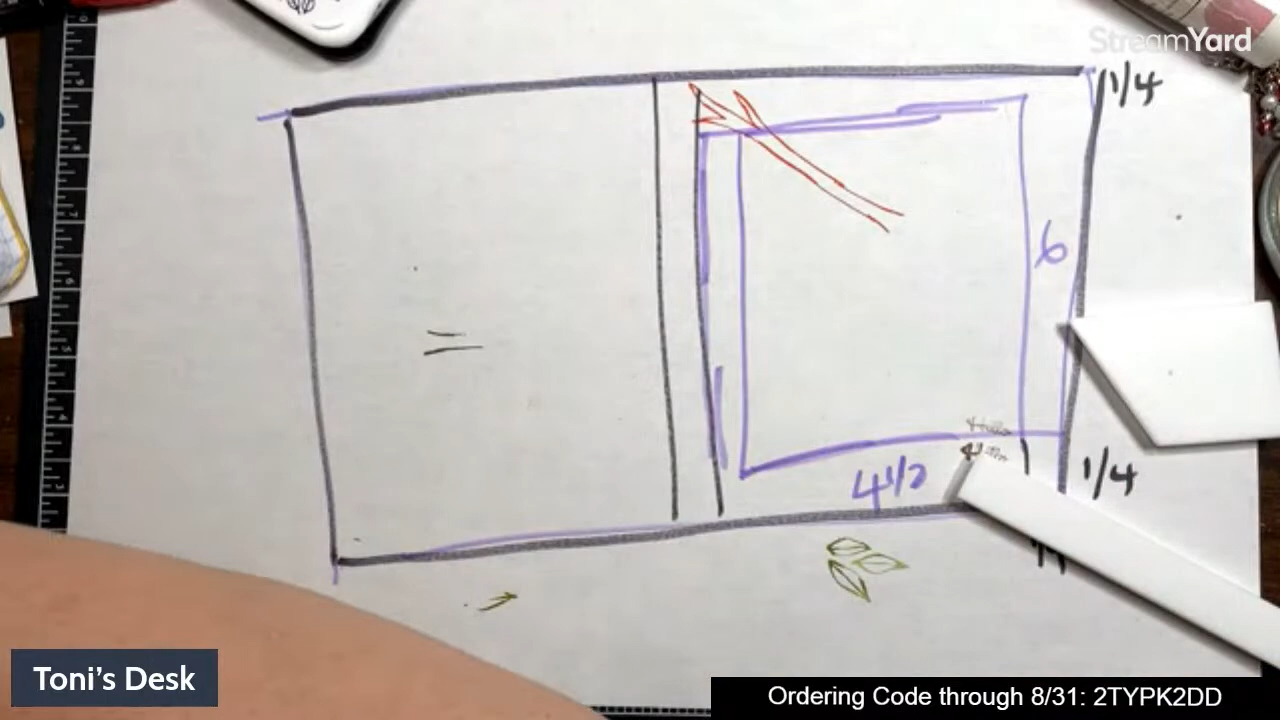 StreamYard
1/4
6
4 1/2
1/4
Toni's Desk
Ordering Code through 8/31: 2TYPK2DD